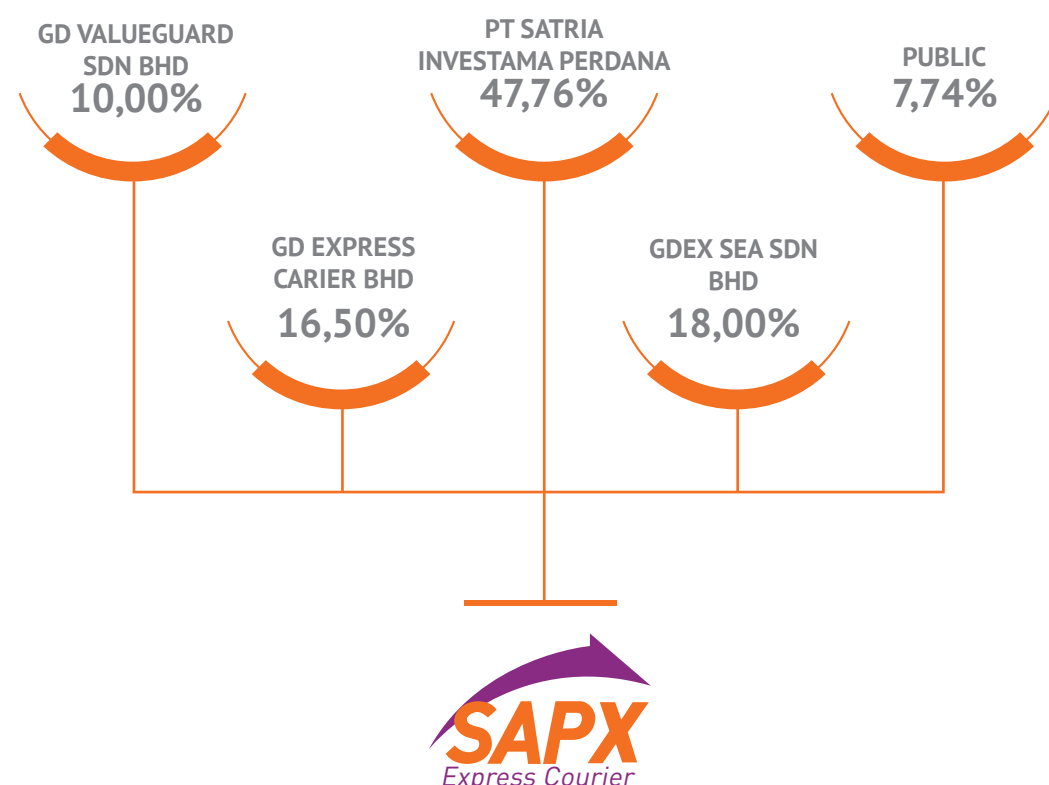 GD VALUEGUARD
SDN BHD
10,00%
PT SATRIA
INVESTAMA PERDANA
47,76%
PUBLIC
7,74%
GD EXPRESS
CARIER BHD
16,50%
GDEX SEA SDN
BHD
18,00%
SAPX
Express Courier